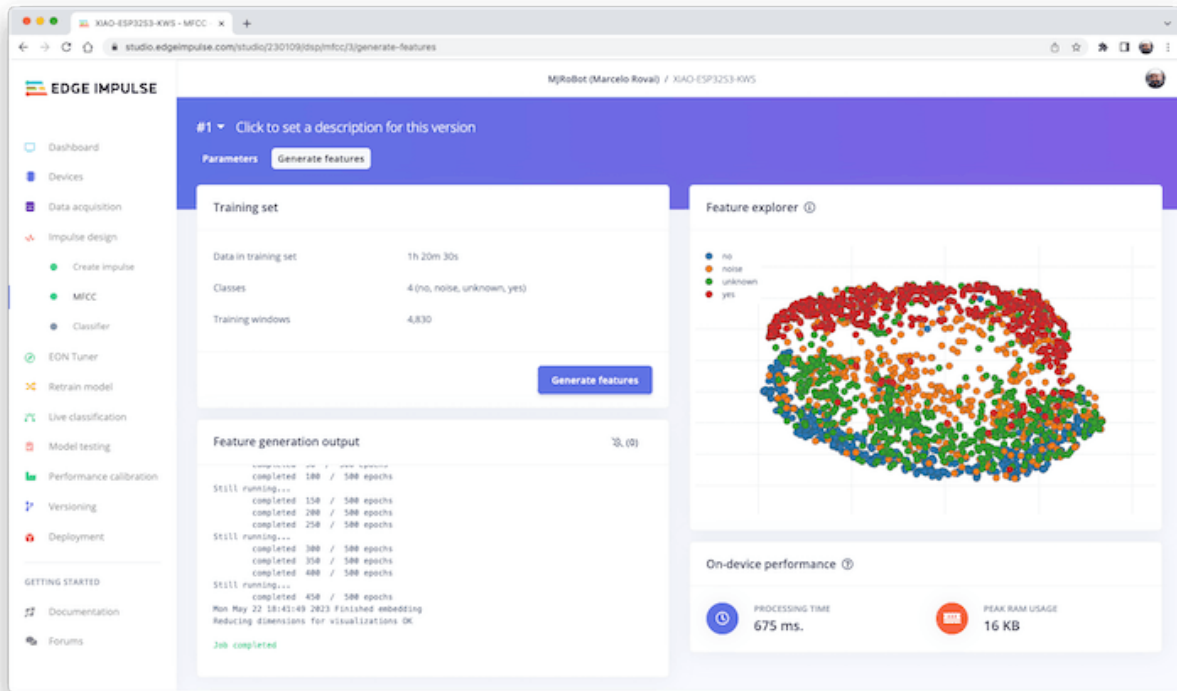 XIAO-ESP32S3-KWS - MFCC
studio.edgeimpulse.com/studio/230109/dsp/mfcc/3/generate-features
EDGE IMPULSE
MJRoBot (Marcelo Rovai) / XIAO-ESP32S3-KWS
#1 Click to set a description for this version
Parameters Generate features
Dashboard
Devices
Data acquisition
Impulse design
Create impulse
MFCC
Classifier
EON Tuner
Retrain model
Live classification
Model testing
Performance calibration
Versioning
Deployment
GETTING STARTED
Documentation
Forums
Training set
Data in training set 1h 20m 30s
Classes 4 (no, noise, unknown, yes)
Training windows 4,830
Generate features
Feature generation output (0)
completed 50 / 500 epochs
completed 100 / 500 epochs
Still running...
completed 150 / 500 epochs
completed 200 / 500 epochs
completed 250 / 500 epochs
Still running...
completed 300 / 500 epochs
completed 350 / 500 epochs
completed 400 / 500 epochs
Still running...
completed 450 / 500 epochs
Mon May 22 18:41:49 2023 Finished embedding
Reducing dimensions for visualizations OK
Job completed
Feature explorer
no
noise
unknown
yes
On-device performance
PROCESSING TIME
675 ms.
PEAK RAM USAGE
16 KB